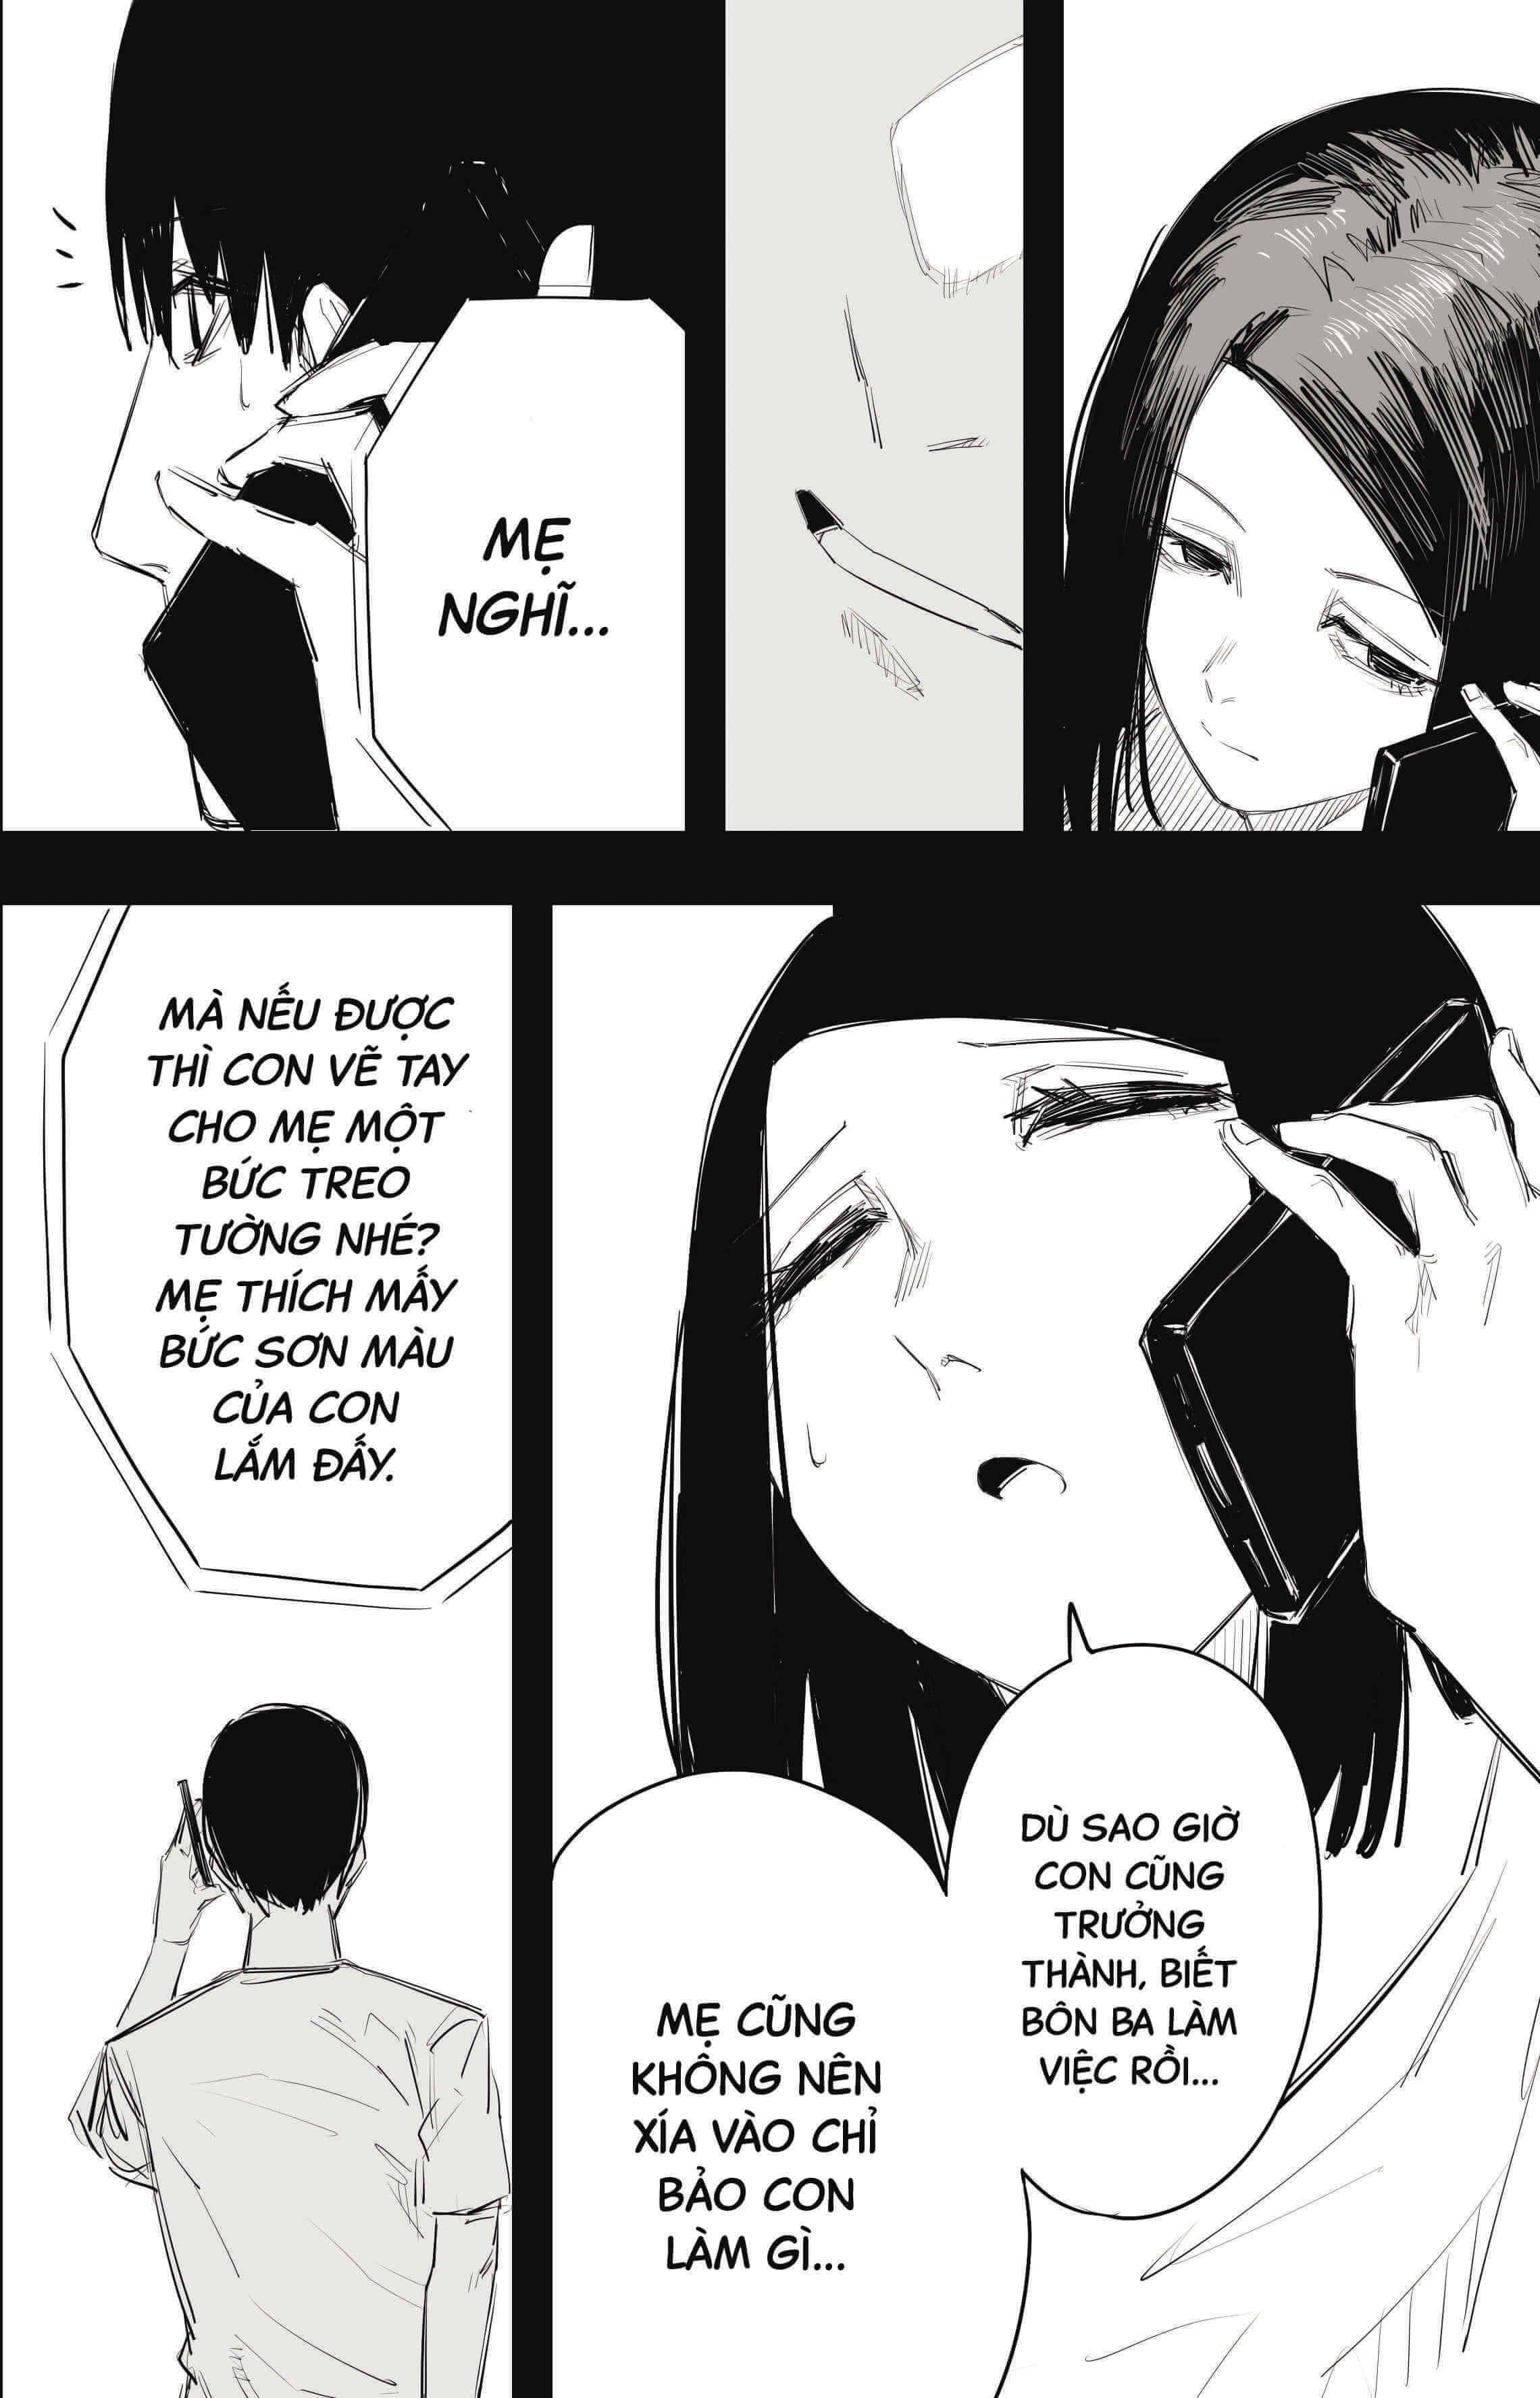 MẸ
NGHĨ...
DÙ SAO GIỜ
CON CŨNG
TRƯỞNG
THÀNH, BIẾT
BÔN BA LÀM
VIỆC RỒI...
MẸ CŨNG
KHÔNG NÊN
XÍA VÀO CHỈ
BẢO CON
LÀM GÌ...
MÀ NẾU ĐƯỢC
THÌ CON VẼ TAY
CHO MẸ MỘT
BỨC TREO
TƯỜNG NHÉ?
MẸ THÍCH MẤY
BỨC SƠN MÀU
CỦA CON
LẮM ĐẤY.